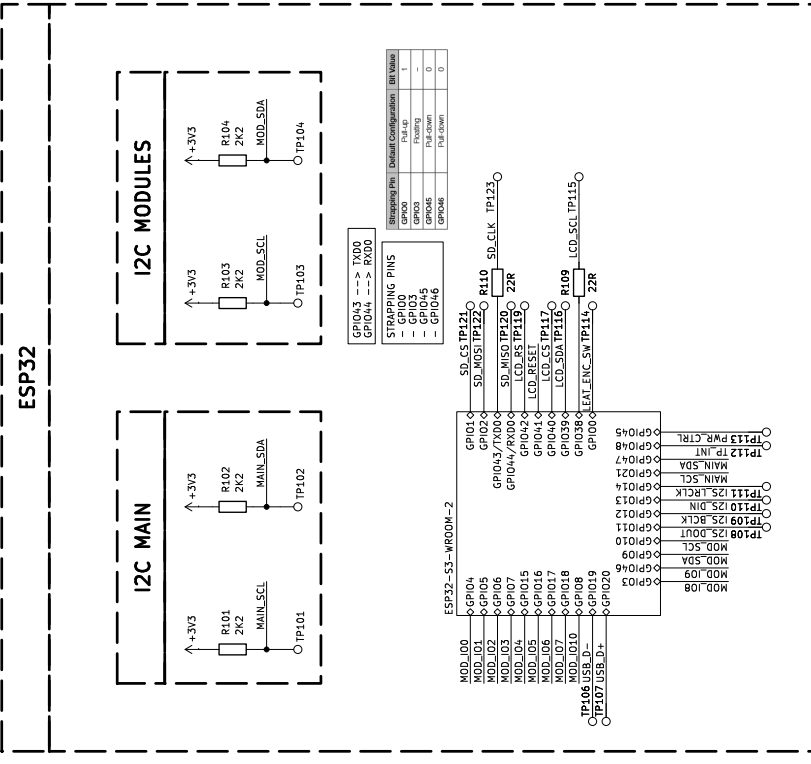 ESP32
I2C MAIN
+3V3
R101
2K2
MAIN_SCL
TP101
+3V3
R102
2K2
MAIN_SDA
TP102
I2C MODULES
+3V3
R103
2K2
MOD_SCL
TP103
+3V3
R104
2K2
MOD_SDA
TP104
GPIO43 --> TXD0
GPIO44 --> RXD0
STRAPPING PINS
- GPIO0
- GPIO3
- GPIO45
- GPIO46
Strapping Pin Default Configuration Bit Value
GPIO0 Pull-up 1
GPIO3 Floating -
GPIO45 Pull-down 0
GPIO46 Pull-down 0
ESP32-S3-WROOM-2
MOD_IO0 GPIO4
MOD_IO1 GPIO5
MOD_IO2 GPIO6
MOD_IO3 GPIO7
MOD_IO4 GPIO15
MOD_IO5 GPIO16
MOD_IO6 GPIO17
MOD_IO7 GPIO18
MOD_IO10 GPIO8
TP106 USB_D- GPIO19
TP107 USB_D+ GPIO20
GPIO1 SD_CS TP121
GPIO2 SD_MOSI TP122
GPIO43/TXD0 R110 22R SD_CLK TP123
GPIO44/RXD0 SD_MISO TP120
GPIO42 LCD_RS TP119
GPIO41 LCD_RESET
GPIO40 LCD_CS TP117
GPIO39 LCD_SDA TP116
GPIO38 R109 22R LCD_SCL TP115
GPIO0 LEAT_ENC_SW TP114
TP113 PWR_CTRL GPIO45
TP112 TP_INT GPIO48
MAIN_SDA GPIO47
MAIN_SCL GPIO21
TP111 I2S_LRCLK GPIO14
TP110 I2S_DIN GPIO13
TP109 I2S_BCLK GPIO12
TP108 I2S_DOUT GPIO11
MOD_SCL GPIO10
MOD_SDA GPIO9
MOD_IO9 GPIO46
MOD_IO8 GPIO3